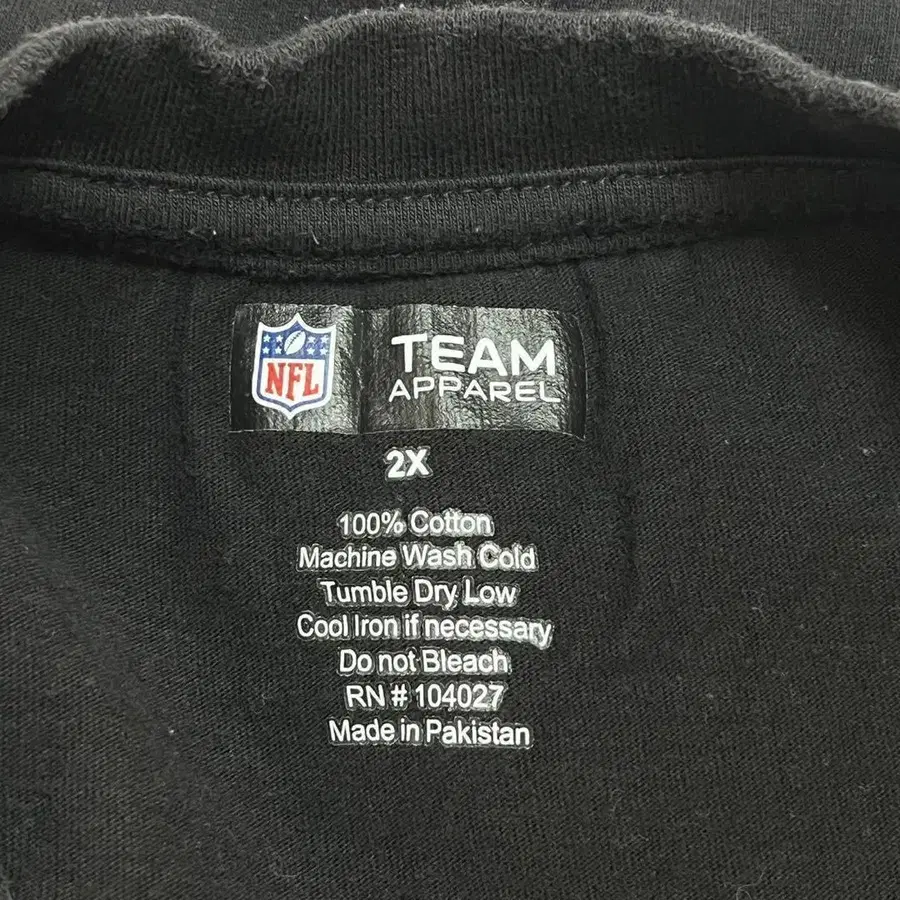 NFL
TEAM
APPAREL
2X
100% Cotton
Machine Wash Cold
Tumble Dry Low
Cool Iron if necessary
Do not Bleach
RN # 104027
Made in Pakistan